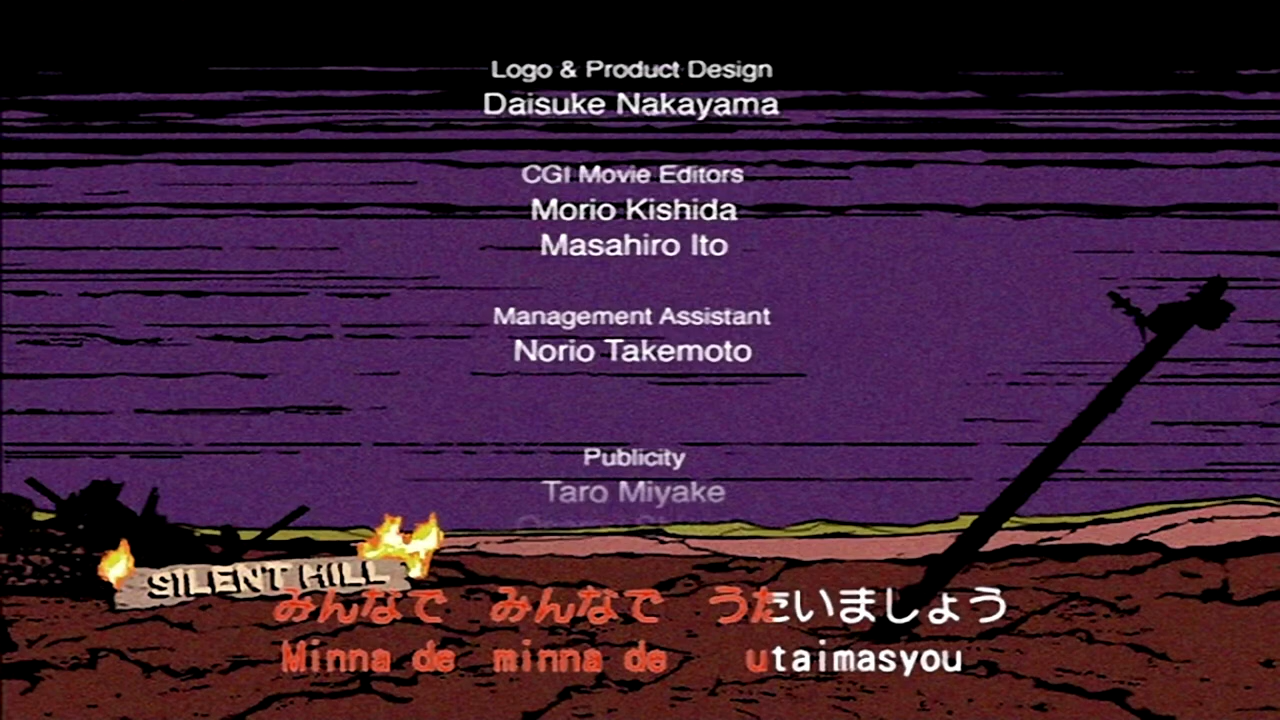 Logo & Product Design
Daisuke Nakayama
CGI Movie Editors
Morio Kishida
Masahiro Ito
Management Assistant
Norio Takemoto
Publicity
Taro Miyake
SILENT HILL
みんなで みんなで うたいましょう
Minna de minna de utaimasyou